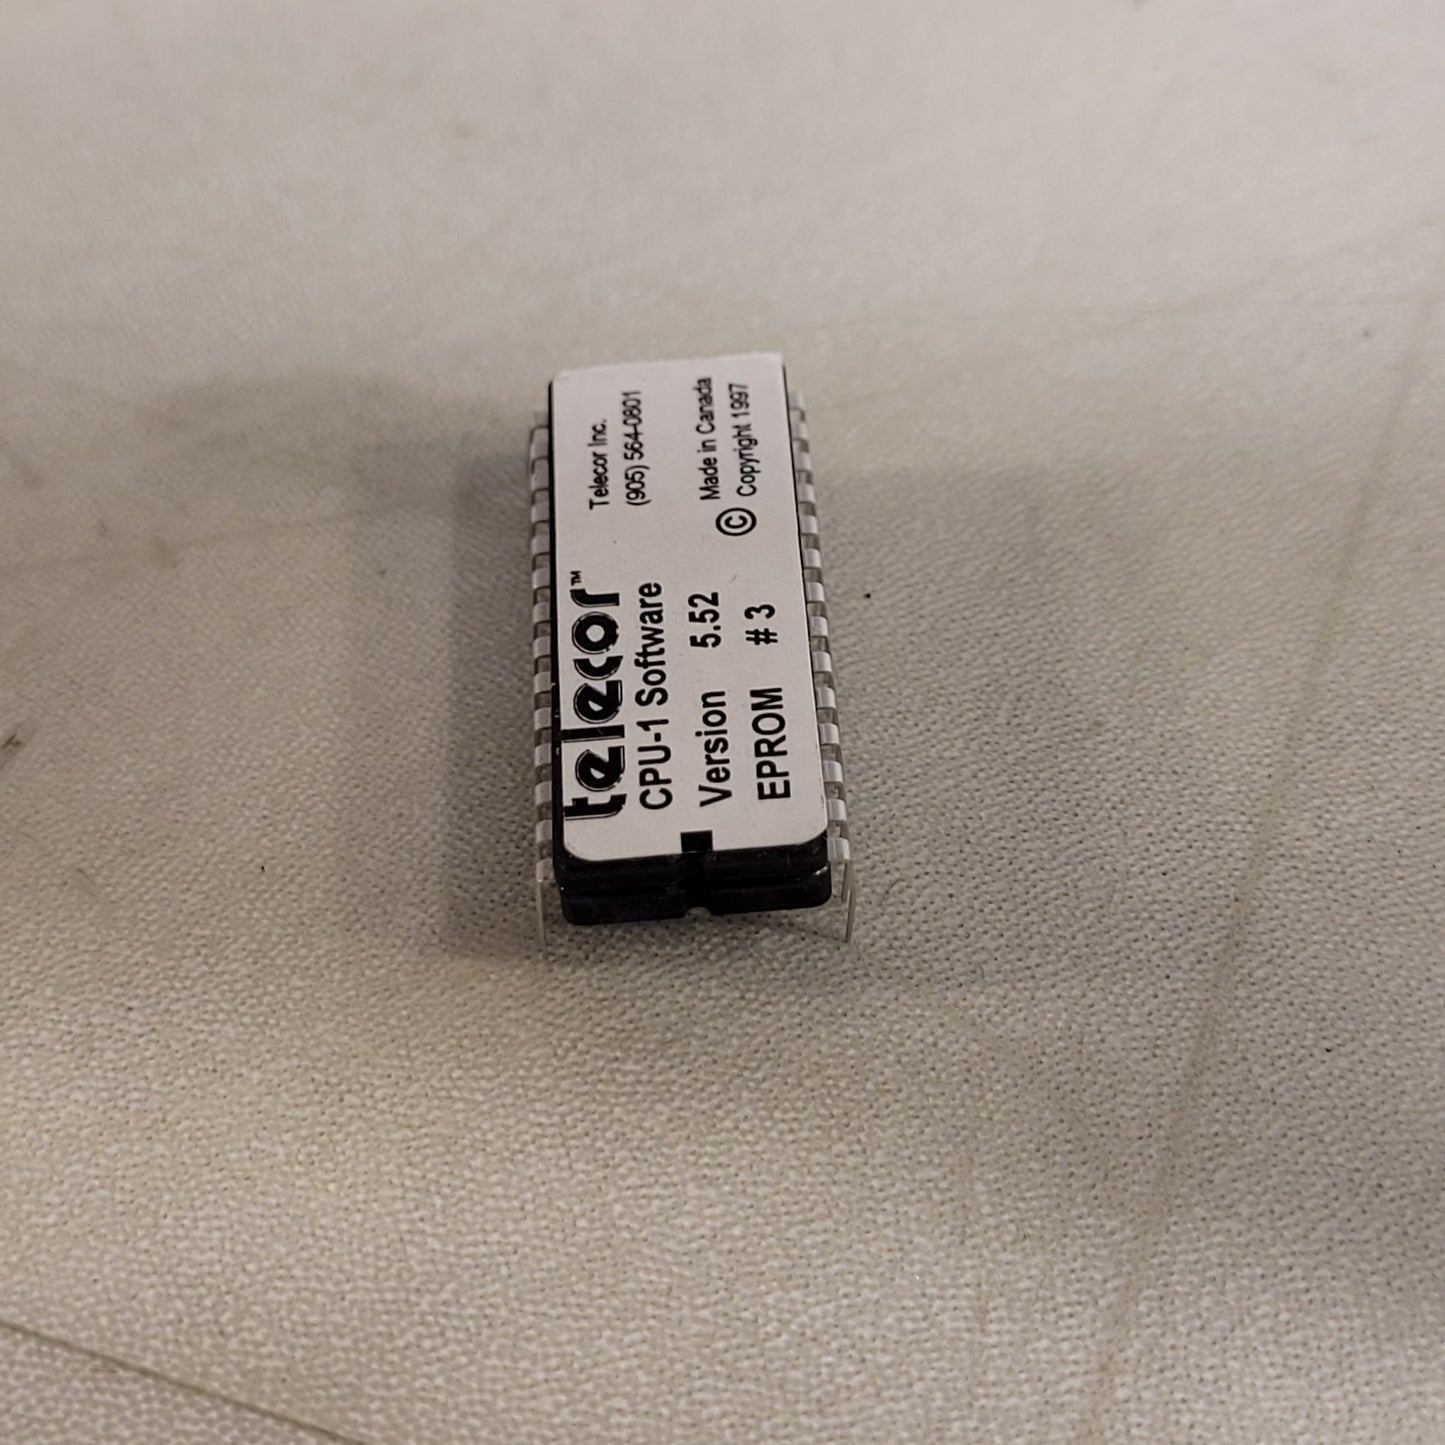 telecor™
CPU-1 Software
Version 5.52
EPROM # 3
Telecor Inc.
(905) 564-0801
Made in Canada
© Copyright 1997